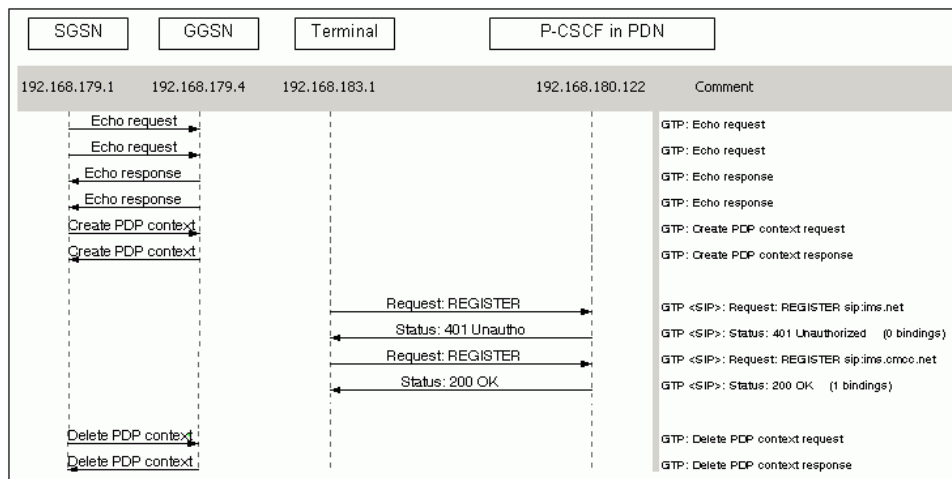 SGSN GGSN Terminal P-CSCF in PDN
192.168.179.1 192.168.179.4 192.168.183.1 192.168.180.122 Comment
Echo request GTP: Echo request
Echo request GTP: Echo request
Echo response GTP: Echo response
Echo response GTP: Echo response
Create PDP context GTP: Create PDP context request
Create PDP context GTP: Create PDP context response
Request: REGISTER GTP <SIP>: Request: REGISTER sip:ims.net
Status: 401 Unautho GTP <SIP>: Status: 401 Unauthorized (0 bindings)
Request: REGISTER GTP <SIP>: Request: REGISTER sip:ims.cmcc.net
Status: 200 OK GTP <SIP>: Status: 200 OK (1 bindings)
Delete PDP context GTP: Delete PDP context request
Delete PDP context GTP: Delete PDP context response